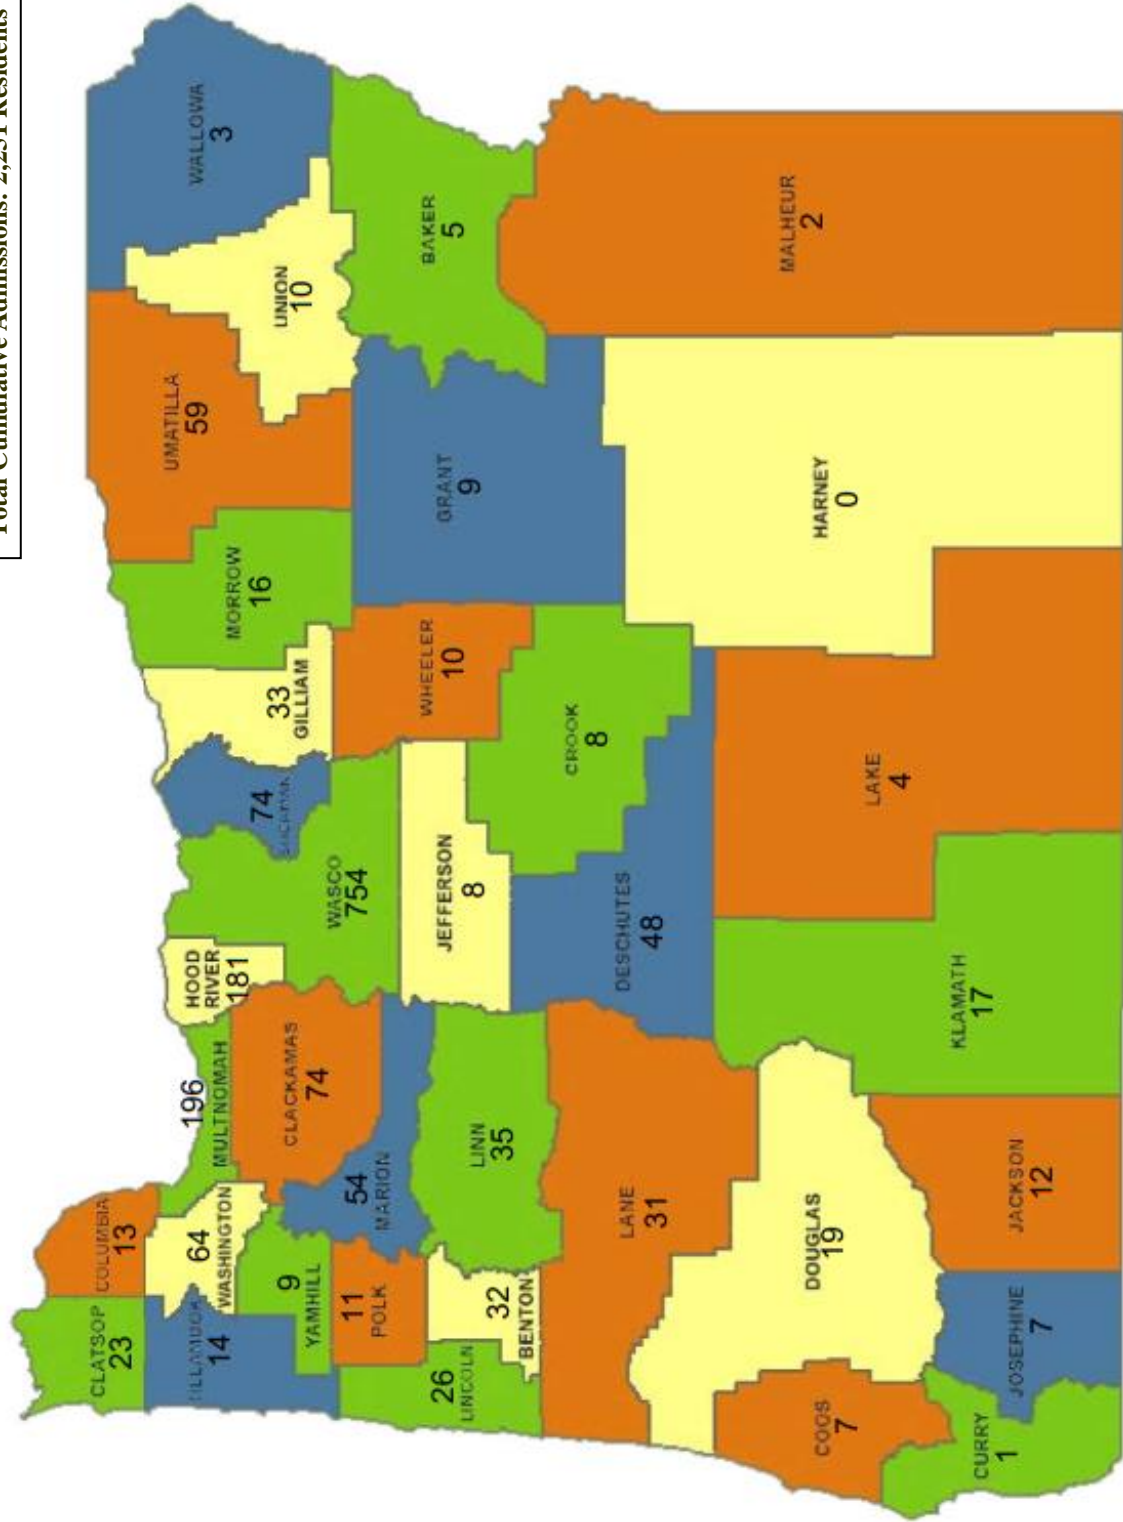 Total Cumulative Admissions: Residents
CLATSOP
23
COLUMBIA
13
TILLAMOOK
14
64
WASHINGTON
196
MULTNOMAH
HOOD
RIVER
181
WASCO
754
74
SHERMAN
33
GILLIAM
MORROW
16
UMATILLA
59
UNION
10
WALLOWA
3
9
YAMHILL
CLACKAMAS
74
11
POLK
54
MARION
26
LINCOLN
32
BENTON
LINN
35
JEFFERSON
8
WHEELER
10
GRANT
9
BAKER
5
LANE
31
DESCHUTES
48
CROOK
8
COOS
7
DOUGLAS
19
KLAMATH
17
LAKE
4
HARNEY
0
MALHEUR
2
CURRY
1
JOSEPHINE
7
JACKSON
12